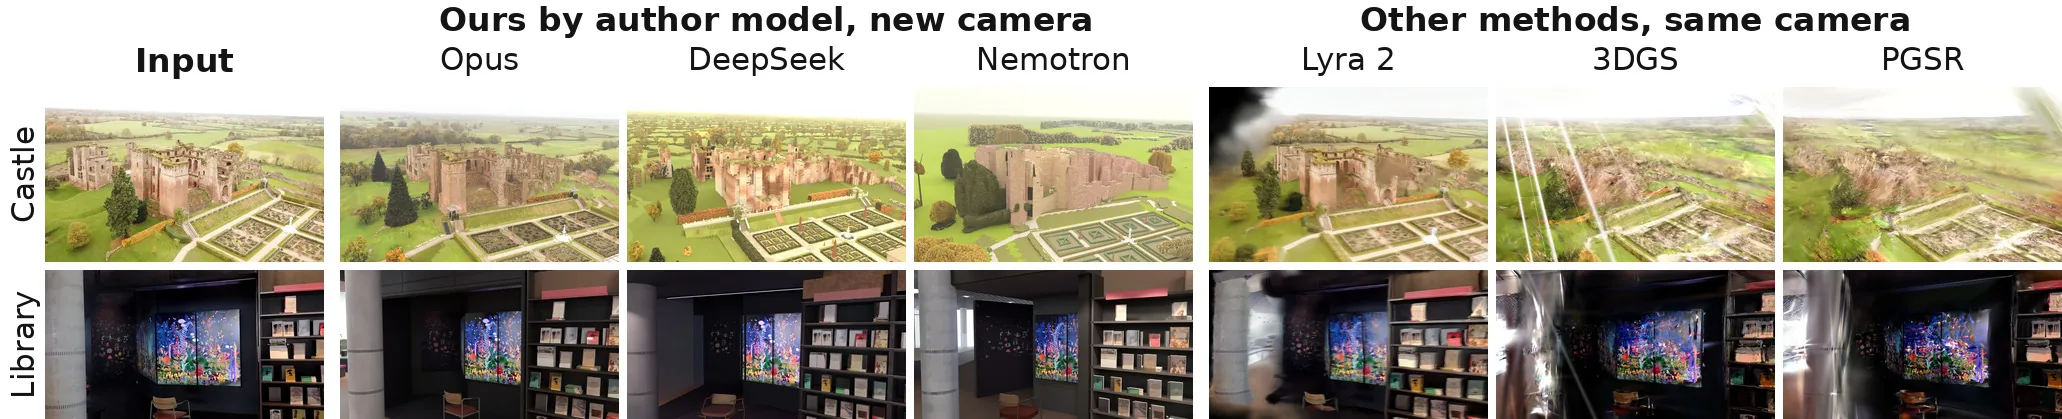 Ours by author model, new camera
Other methods, same camera
Input
Opus
DeepSeek
Nemotron
Lyra 2
3DGS
PGSR
Castle
Library